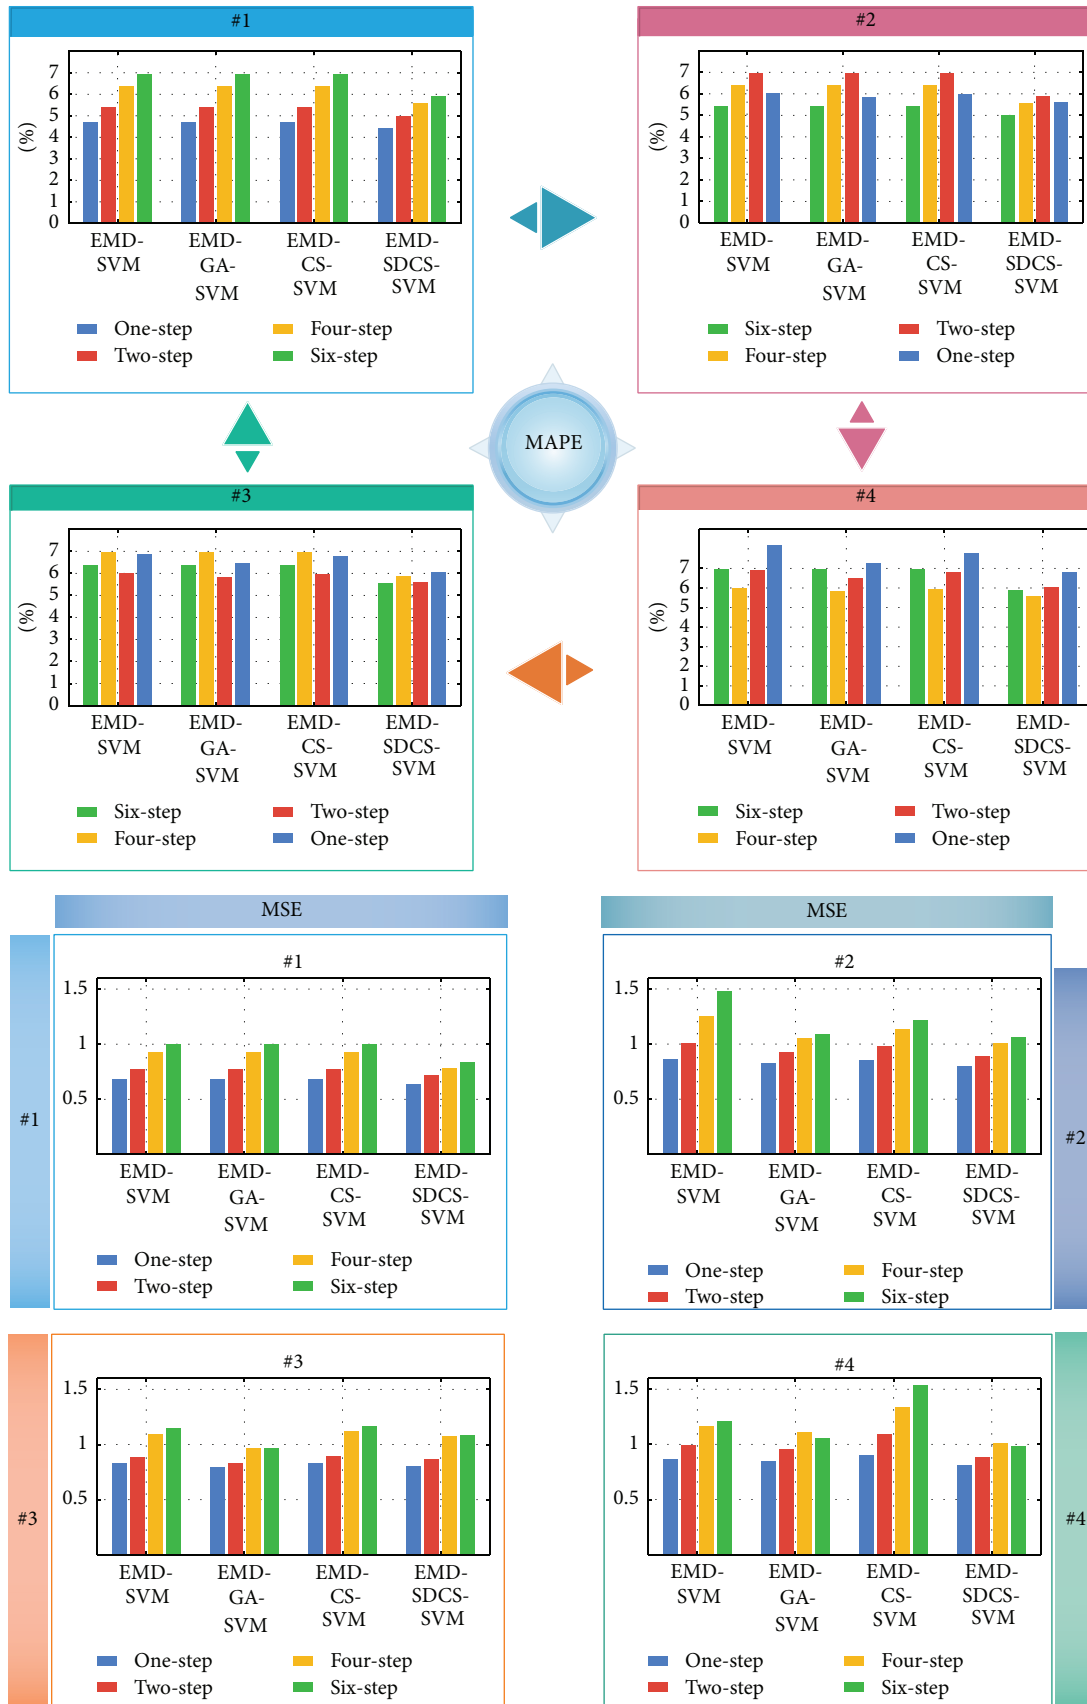 #1
7
6
5
4
3
2
1
0
(%)
EMD-
SVM
EMD-
GA-
SVM
EMD-
CS-
SVM
EMD-
SDCS-
SVM
One-step
Four-step
Two-step
Six-step
#2
7
6
5
4
3
2
1
0
(%)
EMD-
SVM
EMD-
GA-
SVM
EMD-
CS-
SVM
EMD-
SDCS-
SVM
Six-step
Two-step
Four-step
One-step
MAPE
#3
7
6
5
4
3
2
1
0
(%)
EMD-
SVM
EMD-
GA-
SVM
EMD-
CS-
SVM
EMD-
SDCS-
SVM
Six-step
Two-step
Four-step
One-step
#4
7
6
5
4
3
2
1
0
(%)
EMD-
SVM
EMD-
GA-
SVM
EMD-
CS-
SVM
EMD-
SDCS-
SVM
Six-step
Two-step
Four-step
One-step
MSE
#1
#1
1.5
1
0.5
EMD-
SVM
EMD-
GA-
SVM
EMD-
CS-
SVM
EMD-
SDCS-
SVM
One-step
Four-step
Two-step
Six-step
MSE
#2
#2
1.5
1
0.5
EMD-
SVM
EMD-
GA-
SVM
EMD-
CS-
SVM
EMD-
SDCS-
SVM
One-step
Four-step
Two-step
Six-step
#3
#3
1.5
1
0.5
EMD-
SVM
EMD-
GA-
SVM
EMD-
CS-
SVM
EMD-
SDCS-
SVM
One-step
Four-step
Two-step
Six-step
#4
#4
1.5
1
0.5
EMD-
SVM
EMD-
GA-
SVM
EMD-
CS-
SVM
EMD-
SDCS-
SVM
One-step
Four-step
Two-step
Six-step